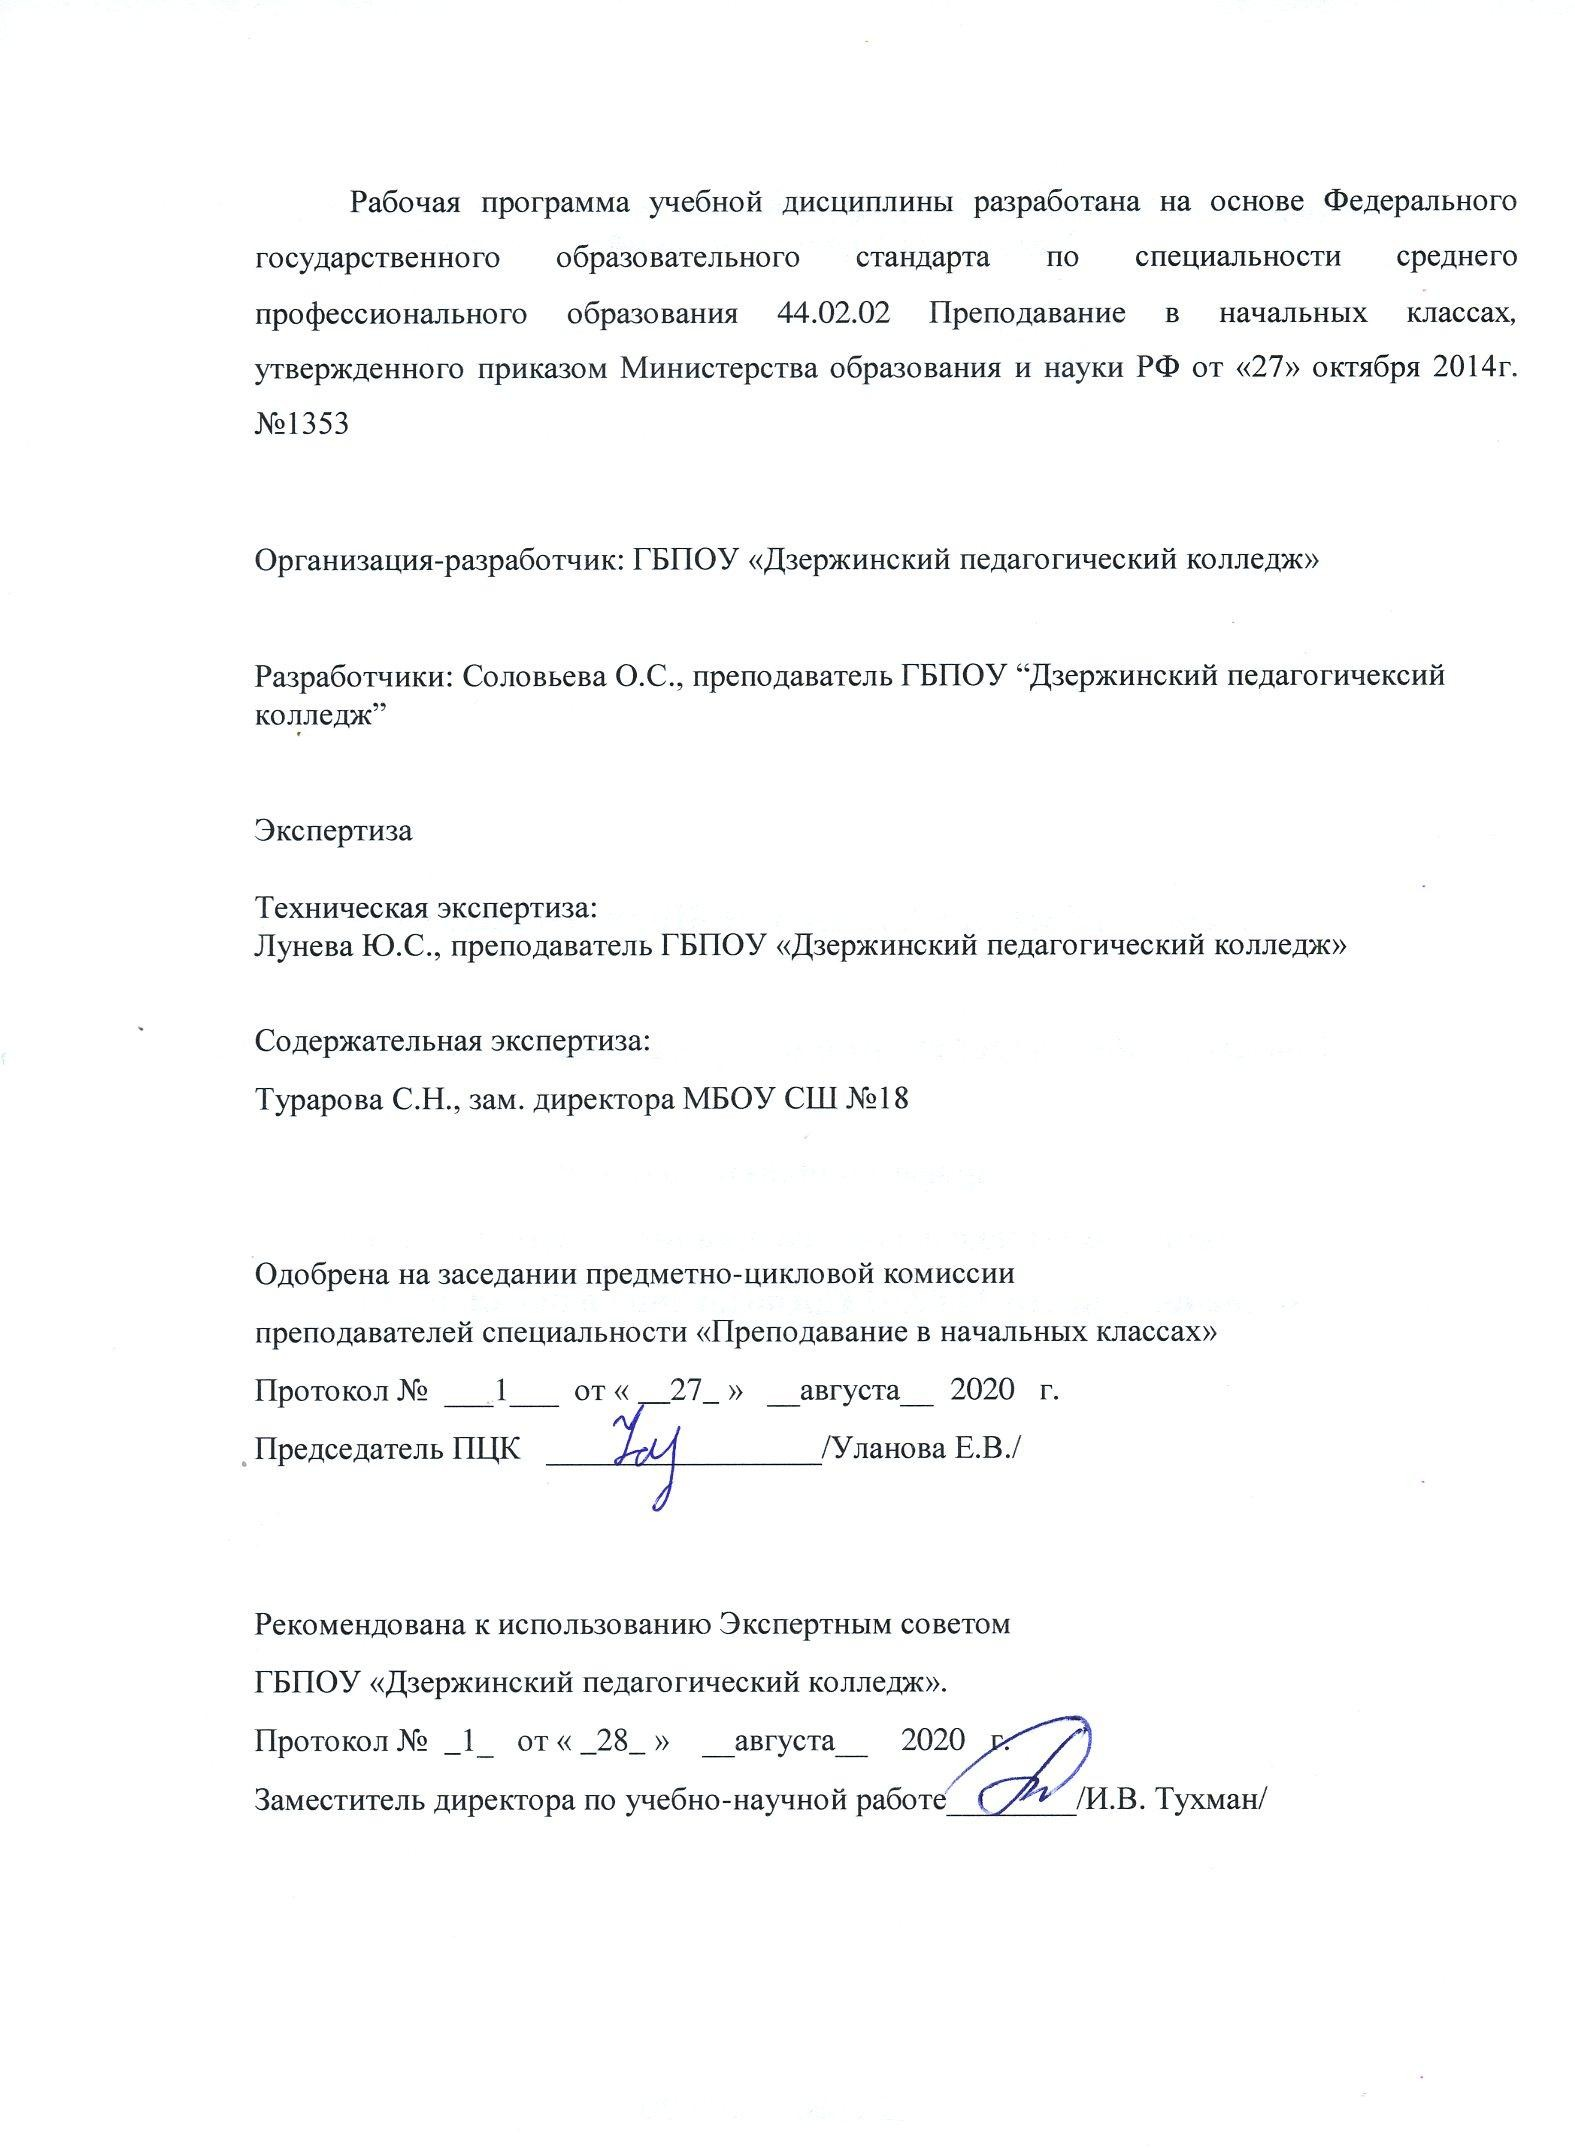 Рабочая программа учебной дисциплины разработана на основе Федерального
государственного образовательного стандарта по специальности среднего
профессионального образования 44.02.02 Преподавание в начальных классах,
утвержденного приказом Министерства образования и науки РФ от «27» октября 2014г.
№1353
Организация-разработчик: ГБПОУ «Дзержинский педагогический колледж»
Разработчики: Соловьева О.С., преподаватель ГБПОУ “Дзержинский педагогичексий
колледж”
Экспертиза
Техническая экспертиза:
Лунева Ю.С., преподаватель ГБПОУ «Дзержинский педагогический колледж»
Содержательная экспертиза:
Турарова С.Н., зам. директора МБОУ СШ №18
Одобрена на заседании предметно-цикловой комиссии
преподавателей специальности «Преподавание в начальных классах»
Протокол № ___1___ от « __27_ » __августа__ 2020 г.
Председатель ПЦК _________________/Уланова Е.В./
Рекомендована к использованию Экспертным советом
ГБПОУ «Дзержинский педагогический колледж».
Протокол № _1_ от « _28_ » __августа__ 2020 г.
Заместитель директора по учебно-научной работе________/И.В. Тухман/